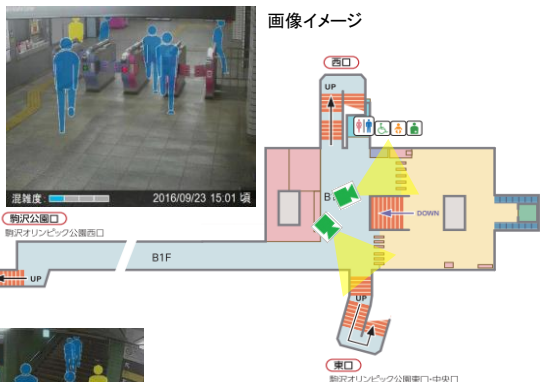 画像イメージ
混雑度:
2016/09/23 15:01 頃
西口
UP
B1
DOWN
駒沢公園口
駒沢オリンピック公園西口
B1F
UP
UP
東口
駒沢オリンピック公園東口・中央口